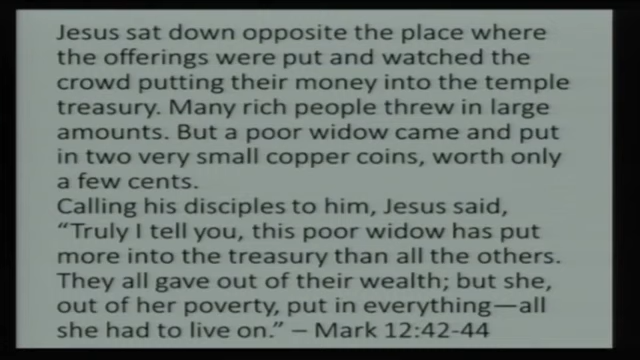 Jesus sat down opposite the place where
the offerings were put and watched the
crowd putting their money into the temple
treasury. Many rich people threw in large
amounts. But a poor widow came and put
in two very small copper coins, worth only
a few cents.
Calling his disciples to him, Jesus said,
“Truly I tell you, this poor widow has put
more into the treasury than all the others.
They all gave out of their wealth; but she,
out of her poverty, put in everything—all
she had to live on.” – Mark 12:42-44